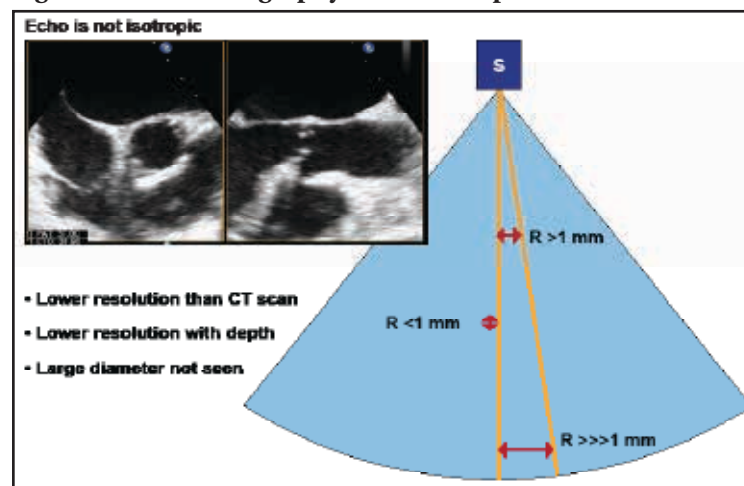 Echo is not isotropic
S
R >1 mm
- Lower resolution than CT scan
R <1 mm
- Lower resolution with depth
- Large diameter not seen
R >>>1 mm